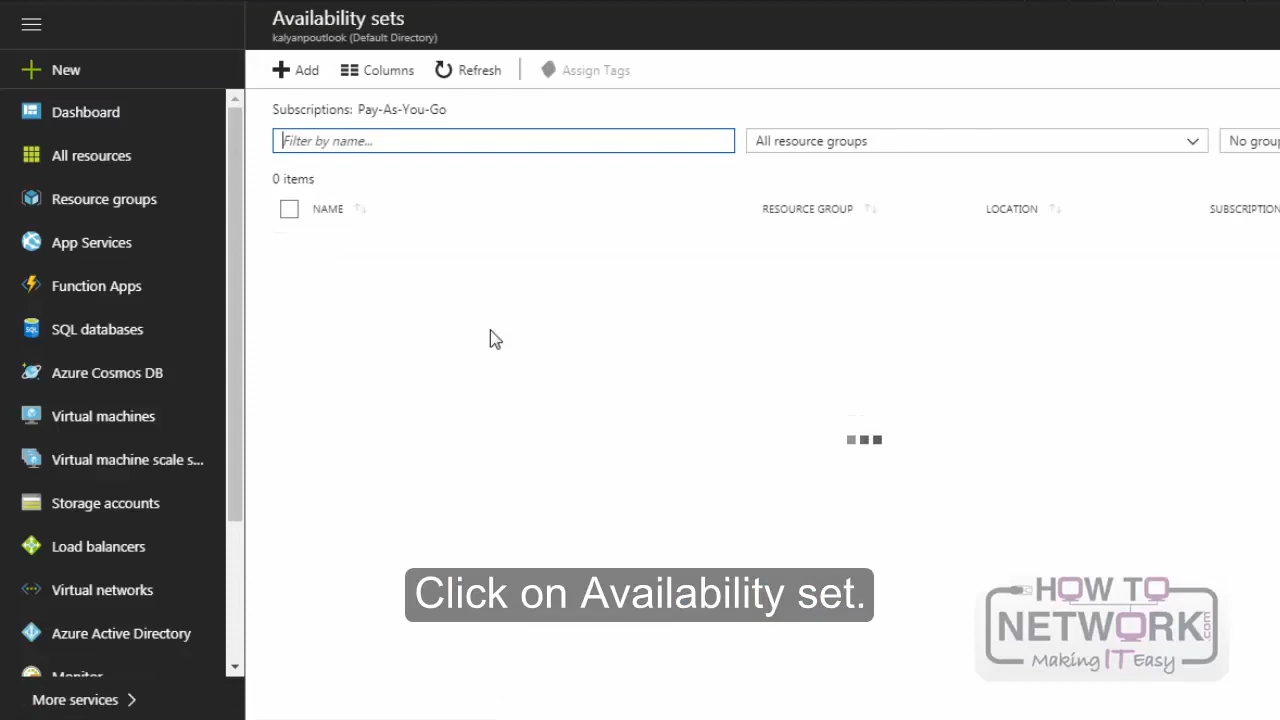 Availability sets
kalyanpoutlook (Default Directory)
New
Add
Columns
Refresh
Assign Tags
Dashboard
All resources
Resource groups
App Services
Function Apps
SQL databases
Azure Cosmos DB
Virtual machines
Virtual machine scale s...
Storage accounts
Load balancers
Virtual networks
Azure Active Directory
Monitor
More services
Subscriptions: Pay-As-You-Go
Filter by name...
All resource groups
No group
0 items
NAME
RESOURCE GROUP
LOCATION
SUBSCRIPTION
Click on Availability set.
HOW TO
NETWORK.com
Making IT Easy